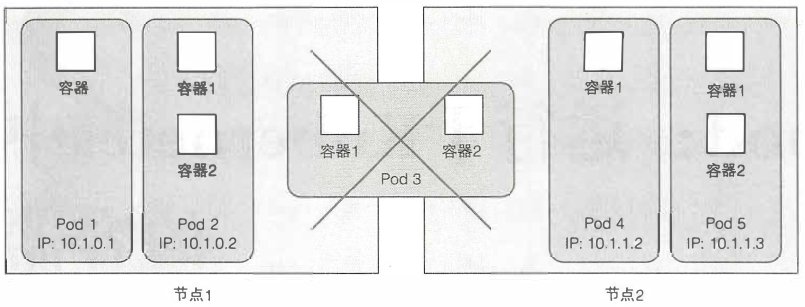 容器
Pod 1
IP: 10.1.0.1
容器1
容器2
Pod 2
IP: 10.1.0.2
容器1
容器2
Pod 3
容器1
Pod 4
IP: 10.1.1.2
容器1
容器2
Pod 5
IP: 10.1.1.3
节点1
节点2